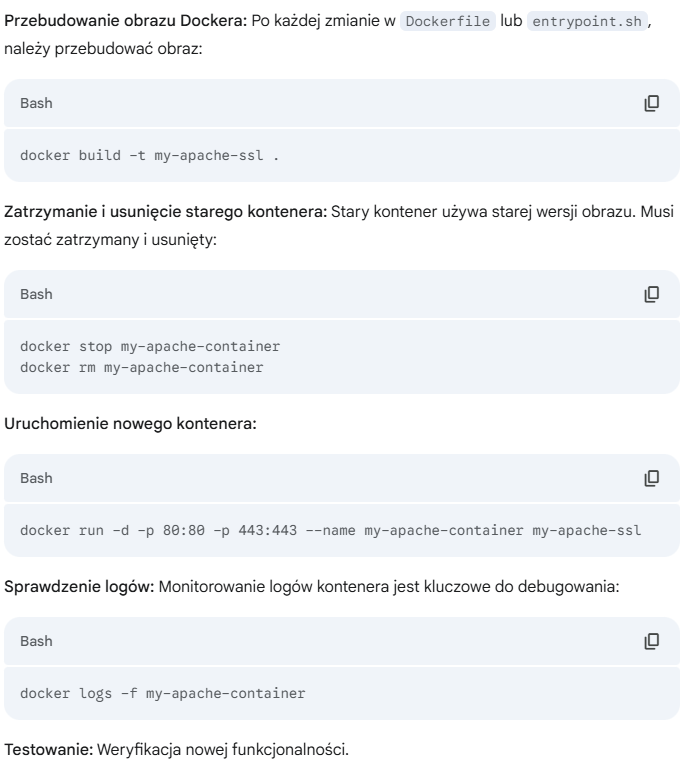 Przebudowanie obrazu Dockera: Po każdej zmianie w Dockerfile lub entrypoint.sh,
należy przebudować obraz:
Bash
docker build -t my-apache-ssl .
Zatrzymanie i usunięcie starego kontenera: Stary kontener używa starej wersji obrazu. Musi
zostać zatrzymany i usunięty:
Bash
docker stop my-apache-container
docker rm my-apache-container
Uruchomienie nowego kontenera:
Bash
docker run -d -p 80:80 -p 443:443 --name my-apache-container my-apache-ssl
Sprawdzenie logów: Monitorowanie logów kontenera jest kluczowe do debugowania:
Bash
docker logs -f my-apache-container
Testowanie: Weryfikacja nowej funkcjonalności.